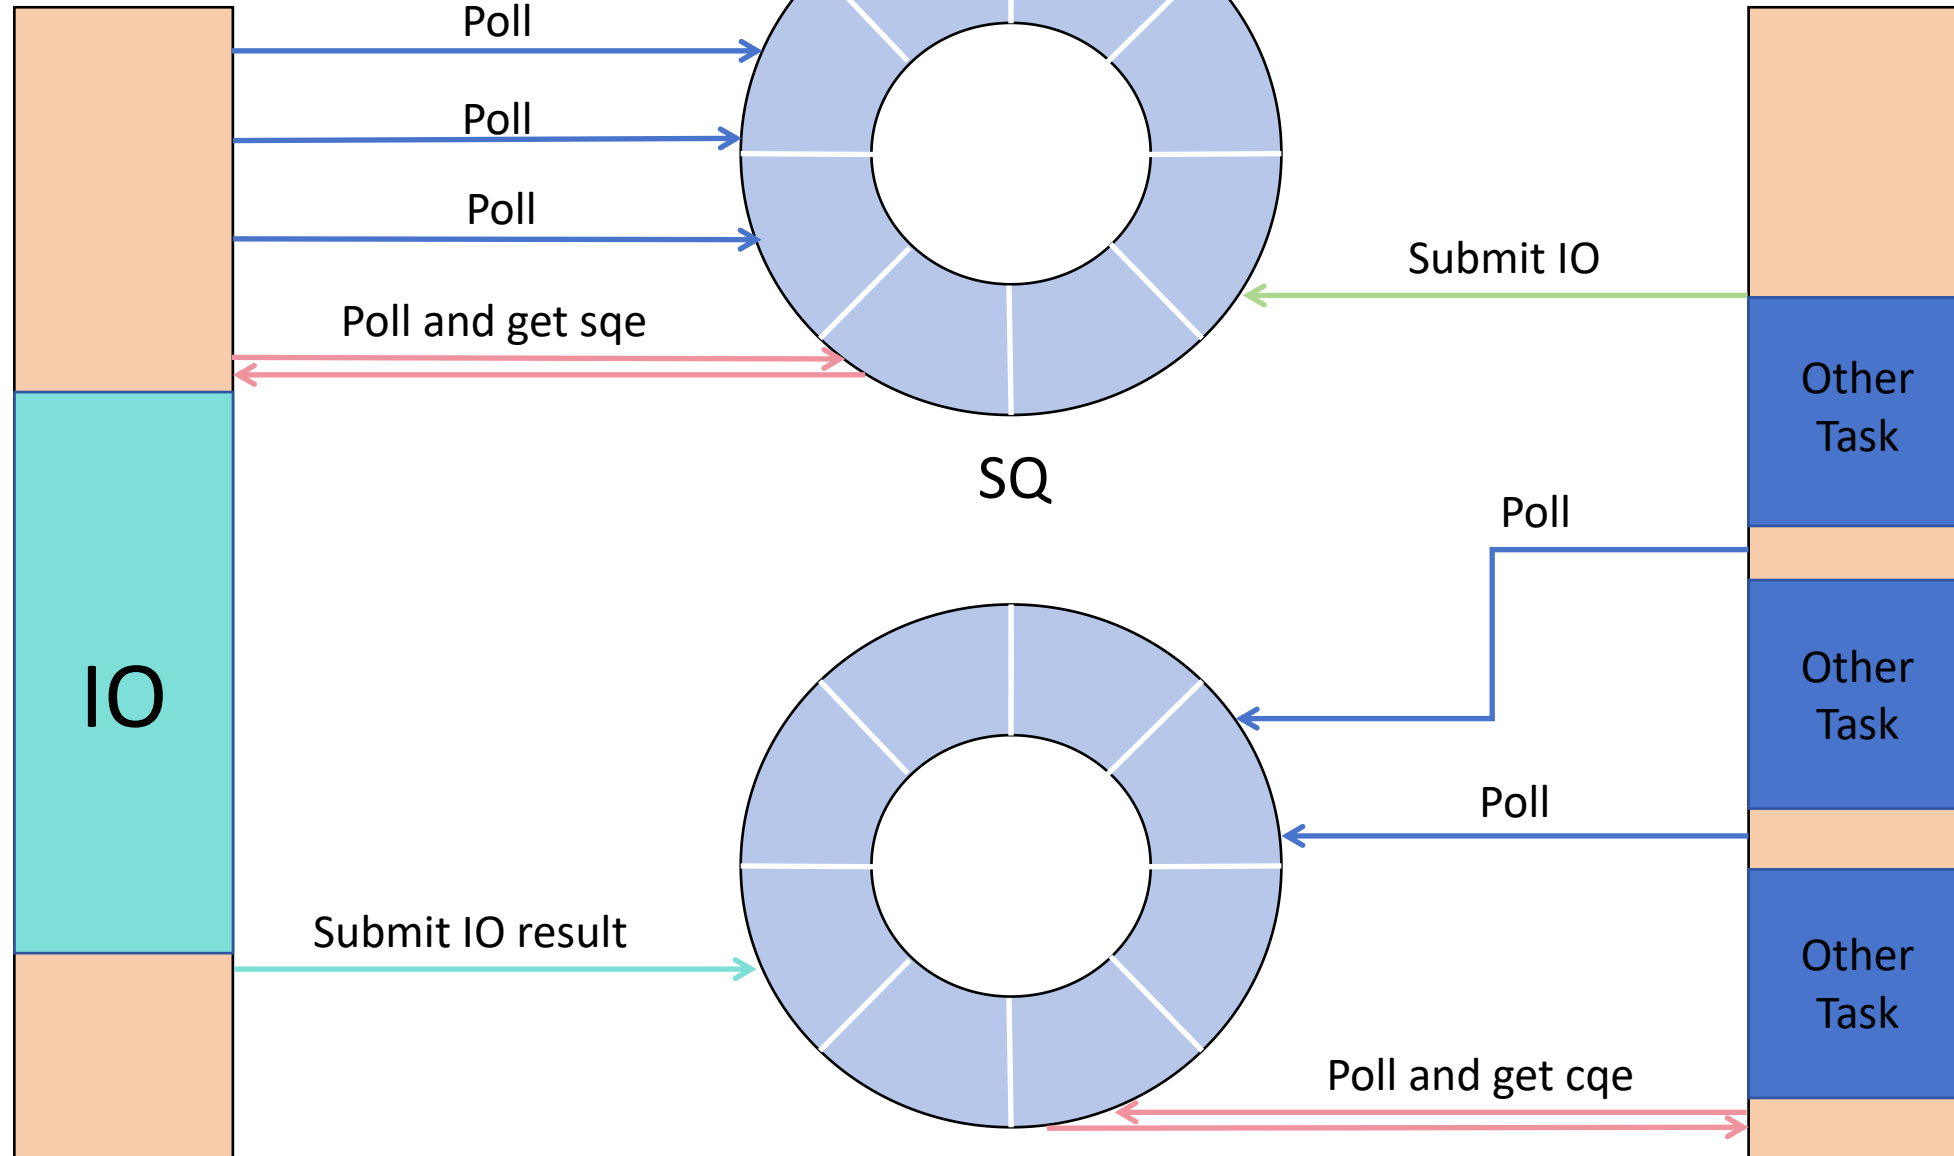 Poll
Poll
Poll
Submit IO
Poll and get sqe
Other
Task
SQ
Poll
IO
Other
Task
Poll
Submit IO result
Other
Task
Poll and get cqe